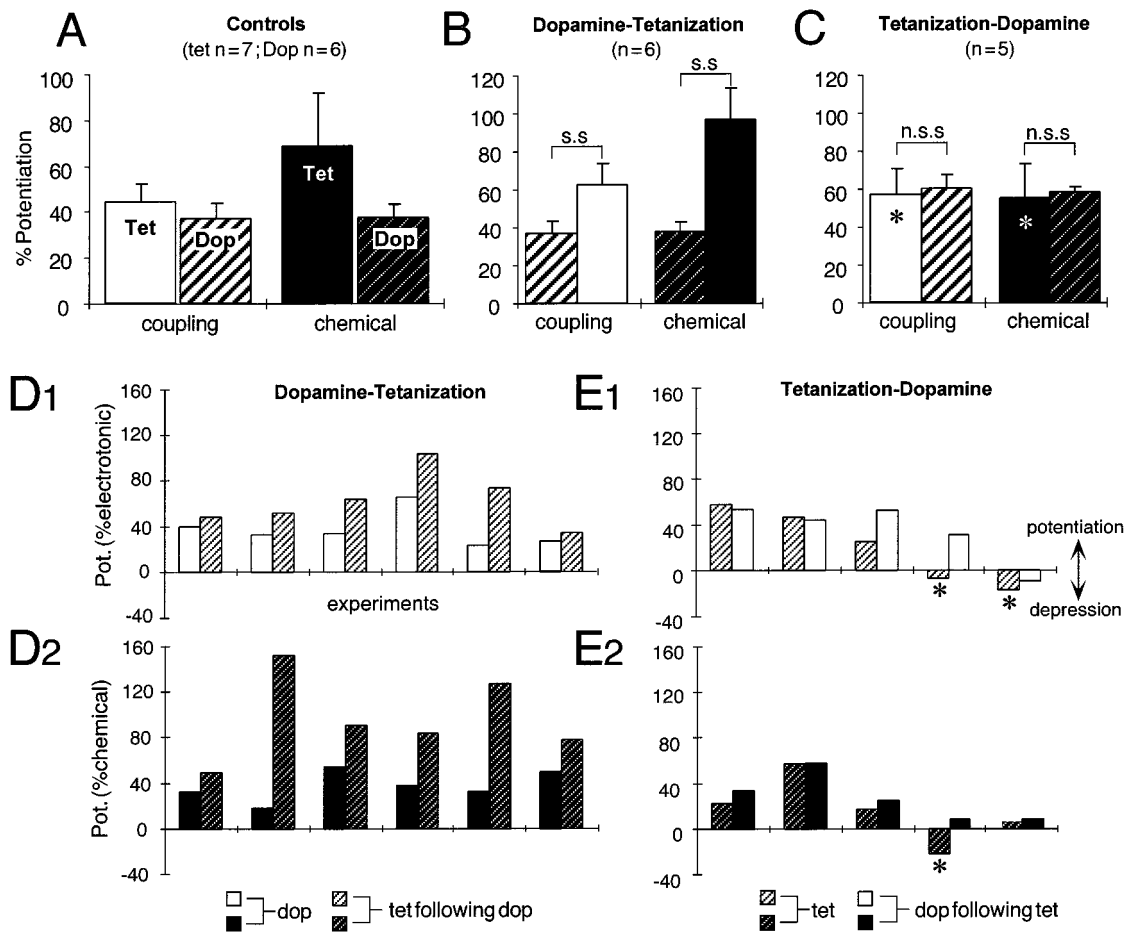 A
Controls
(tet n=7; Dop n=6)
% Potentiation
100
80
60
40
20
0
Tet
Dop
Tet
Dop
coupling
chemical
B
Dopamine-Tetanization
(n=6)
120
100
80
60
40
20
0
s.s
s.s
coupling
chemical
C
Tetanization-Dopamine
(n=5)
120
100
80
60
40
20
0
n.s.s
n.s.s
*
*
coupling
chemical
D1
Dopamine-Tetanization
Pot. (%electrotonic)
160
120
80
40
0
-40
experiments
E1
Tetanization-Dopamine
160
120
80
40
0
-40
*
*
potentiation
depression
D2
Pot. (%chemical)
160
120
80
40
0
-40
dop
tet following dop
E2
160
120
80
40
0
-40
*
tet
dop following tet